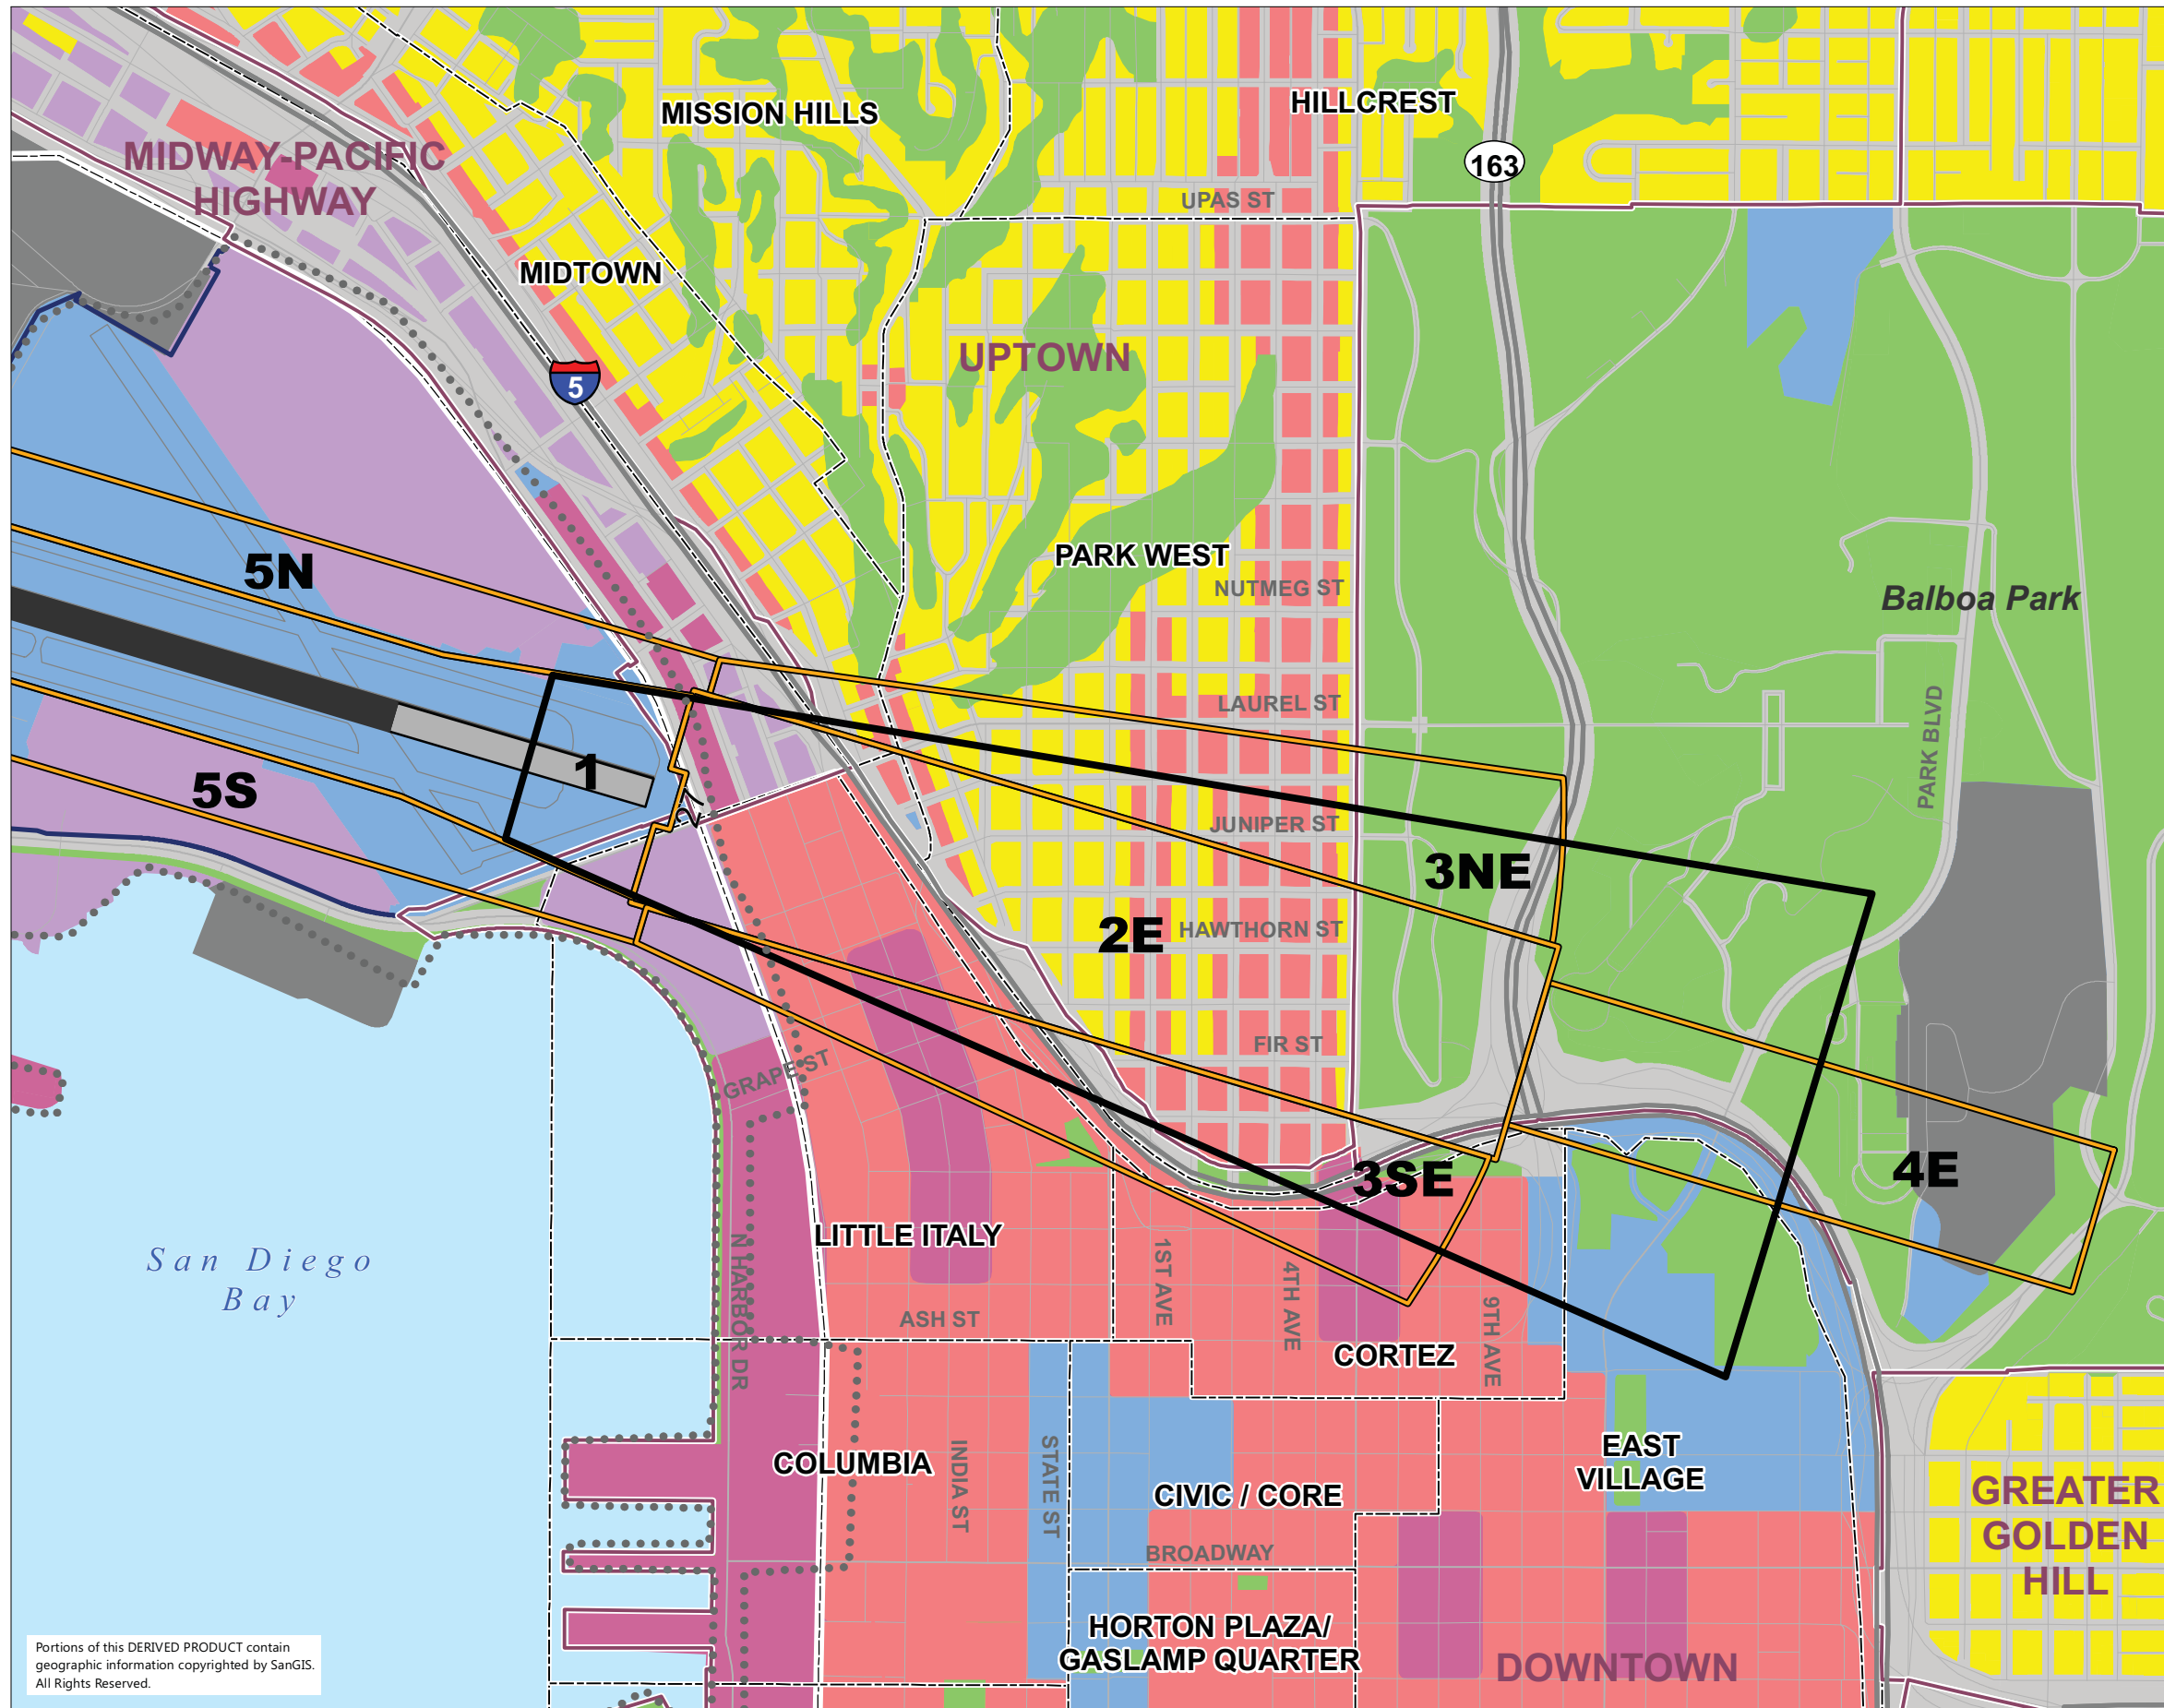 MISSION HILLS
HILLCREST
MIDWAY-PACIFIC
HIGHWAY
163
UPAS ST
MIDTOWN
UPTOWN
5
PARK WEST
5N
NUTMEG ST
Balboa Park
LAUREL ST
PARK BLVD
1
5S
JUNIPER ST
3NE
2E
HAWTHORN ST
FIR ST
GRAPE ST
3SE
4E
LITTLE ITALY
San Diego
Bay
N HARBOR DR
1ST AVE
4TH AVE
9TH AVE
ASH ST
CORTEZ
COLUMBIA
INDIA ST
STATE ST
CIVIC / CORE
EAST
VILLAGE
GREATER
GOLDEN
HILL
BROADWAY
HORTON PLAZA/
GASLAMP QUARTER
DOWNTOWN
Portions of this DERIVED PRODUCT contain
geographic information copyrighted by SanGIS.
All Rights Reserved.